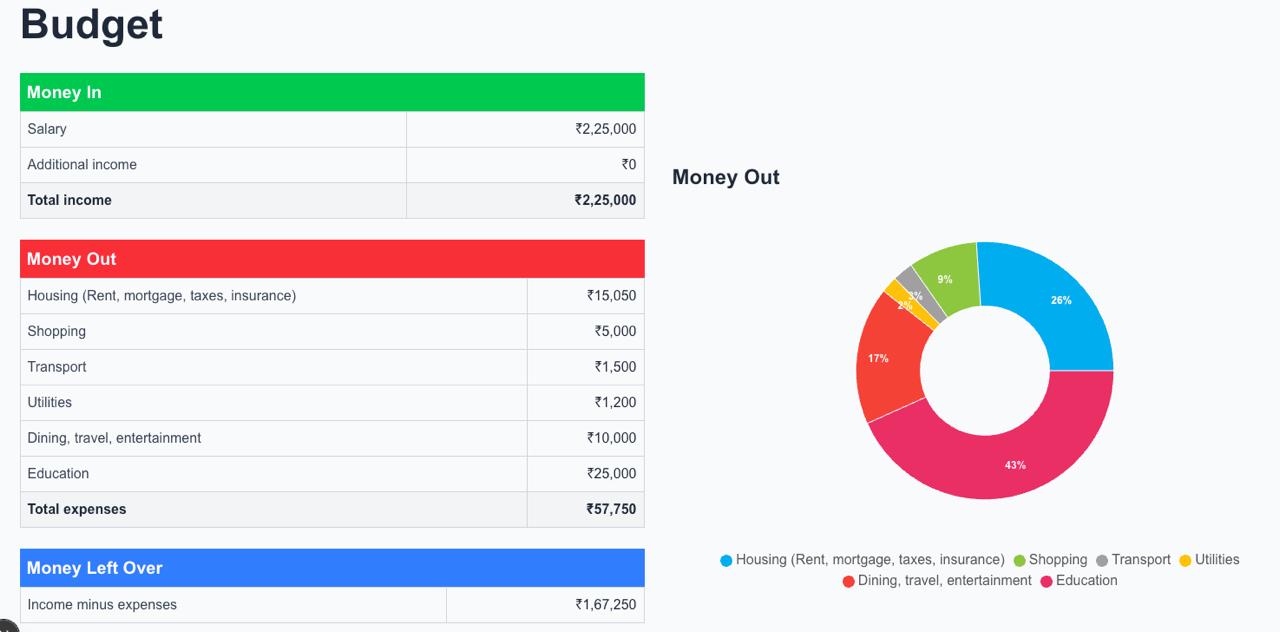 Budget
Money In
Salary ₹2,25,000
Additional income ₹0
Total income ₹2,25,000
Money Out
Housing (Rent, mortgage, taxes, insurance) ₹15,050
Shopping ₹5,000
Transport ₹1,500
Utilities ₹1,200
Dining, travel, entertainment ₹10,000
Education ₹25,000
Total expenses ₹57,750
Money Left Over
Income minus expenses ₹1,67,250
Money Out
9%
26%
3%
2%
17%
43%
Housing (Rent, mortgage, taxes, insurance) Shopping Transport Utilities
Dining, travel, entertainment Education